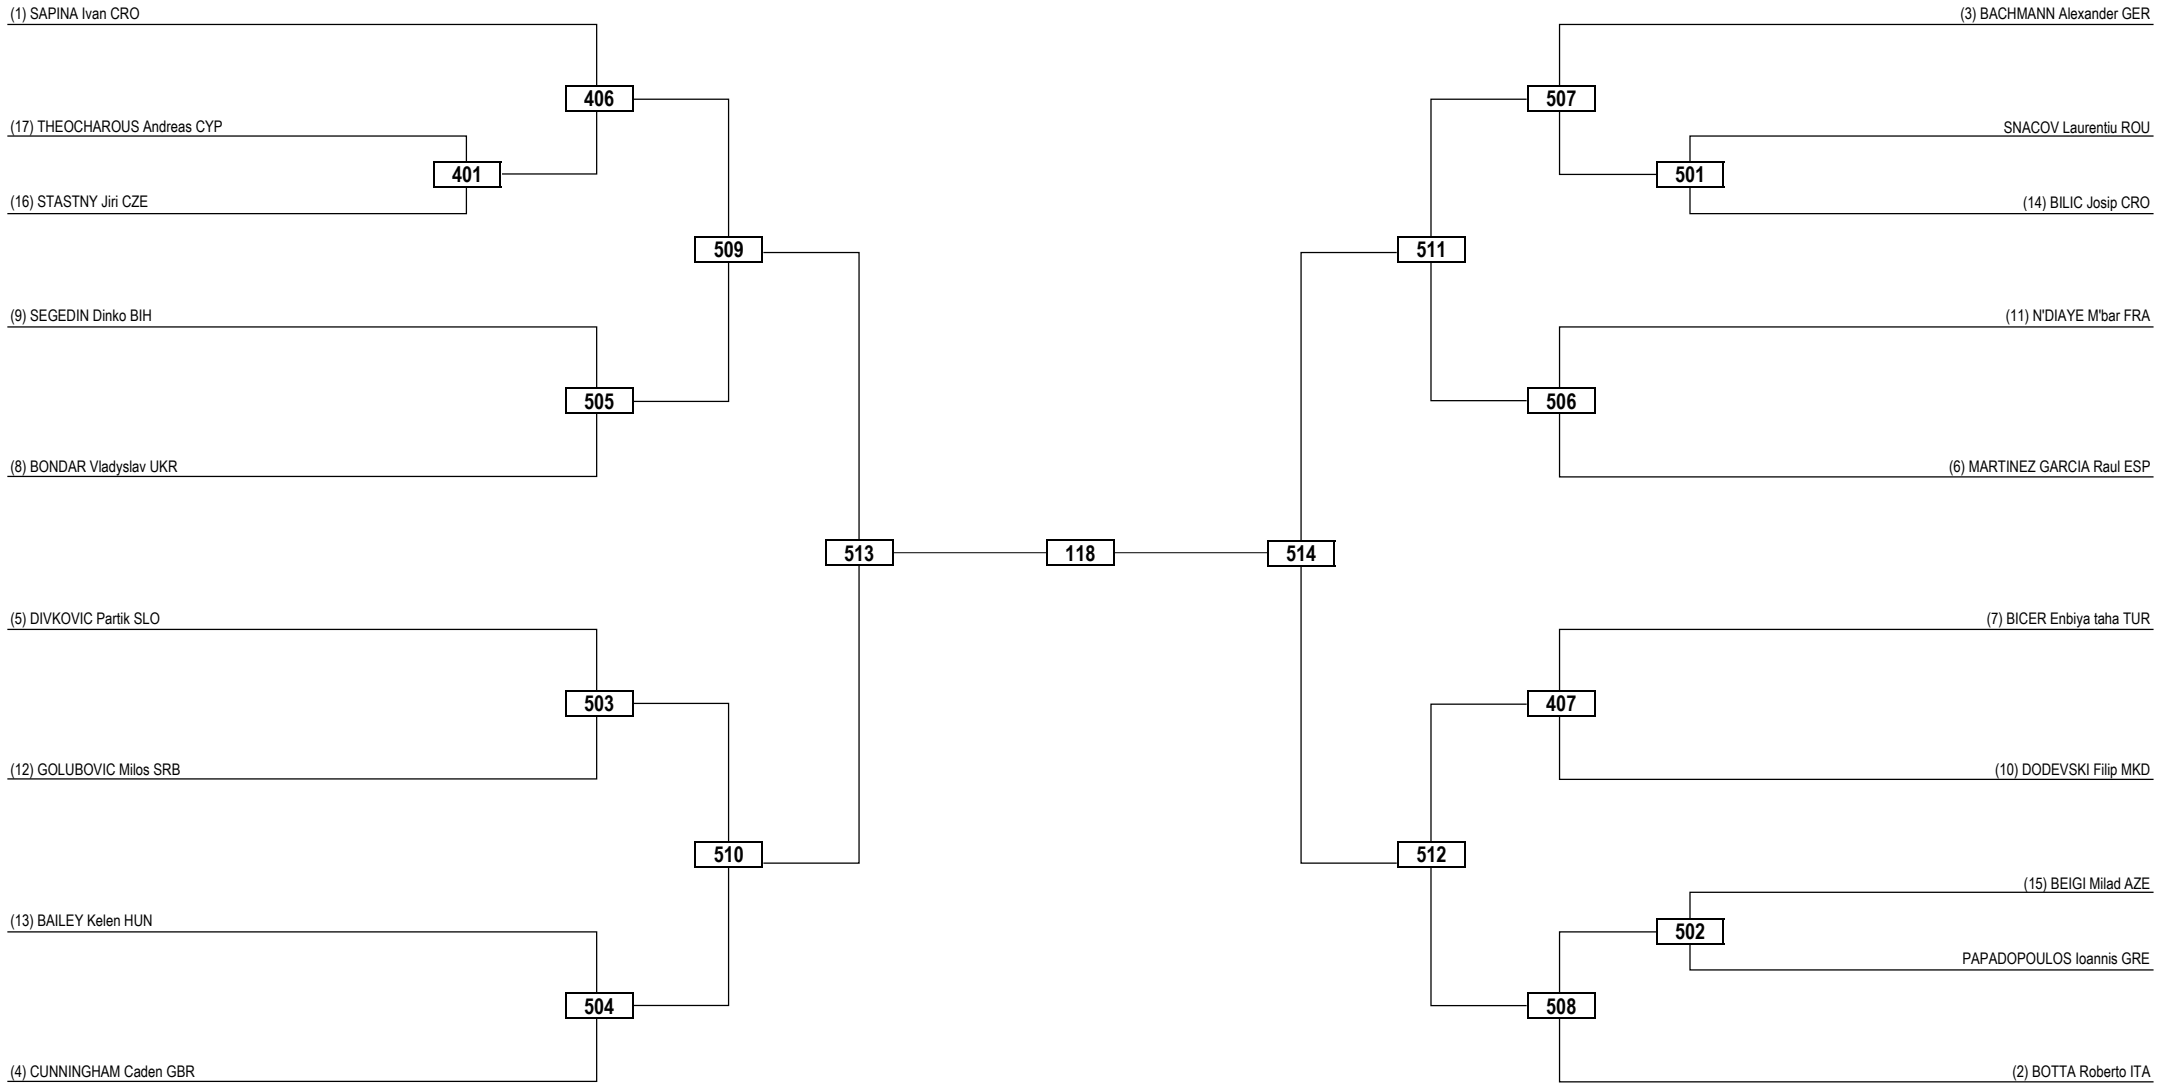 (1) SAPINA Ivan CRO
(3) BACHMANN Alexander GER
406
507
(17) THEOCHAROUS Andreas CYP
SNACOV Laurentiu ROU
401
501
(16) STASTNY Jiri CZE
(14) BILIC Josip CRO
509
511
(9) SEGEDIN Dinko BIH
(11) N'DIAYE M'bar FRA
505
506
(8) BONDAR Vladyslav UKR
(6) MARTINEZ GARCIA Raul ESP
513
118
514
(5) DIVKOVIC Partik SLO
(7) BICER Enbiya taha TUR
503
407
(12) GOLUBOVIC Milos SRB
(10) DODEVSKI Filip MKD
510
512
(15) BEIGI Milad AZE
(13) BAILEY Kelen HUN
502
PAPADOPOULOS Ioannis GRE
504
508
(4) CUNNINGHAM Caden GBR
(2) BOTTA Roberto ITA